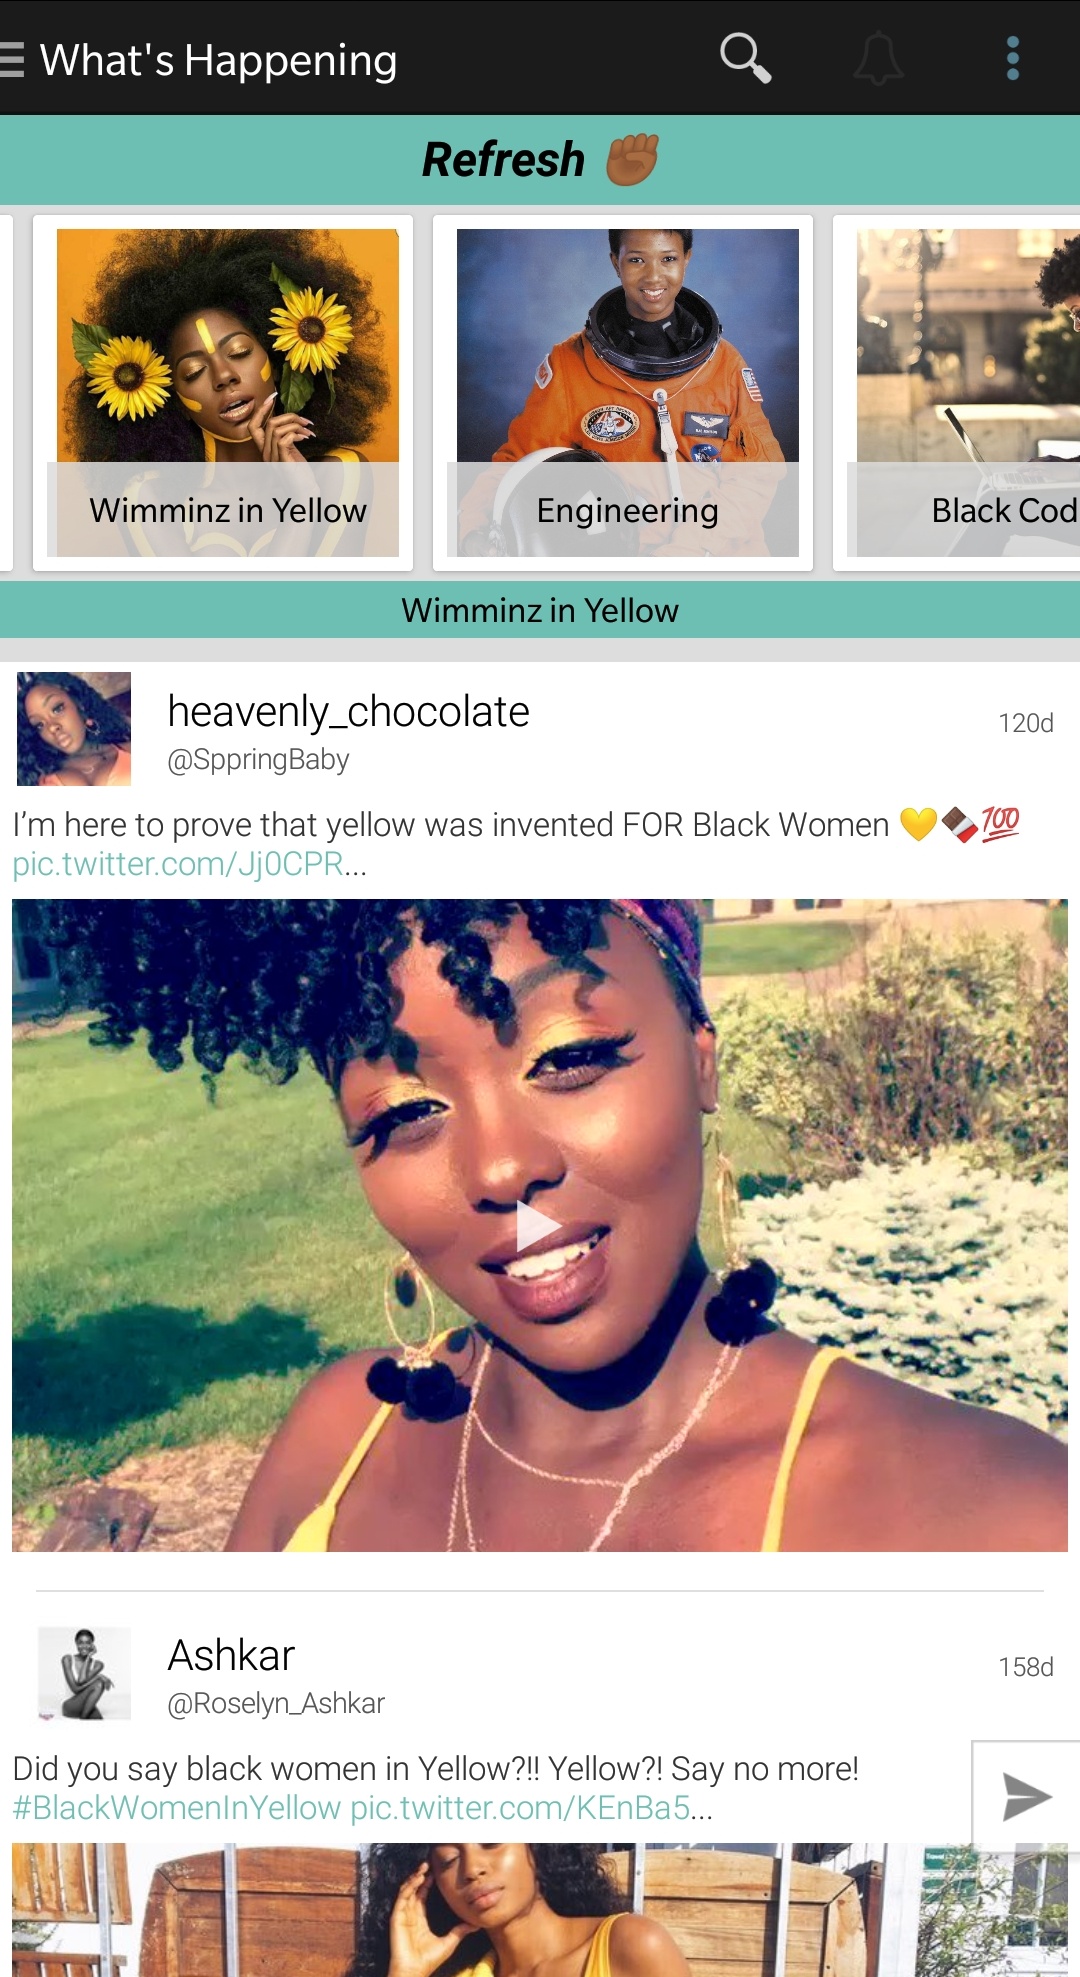 What's Happening
Refresh ✊🏾
Wimminz in Yellow
Engineering
Black Cod
Wimminz in Yellow
heavenly_chocolate
120d
@SppringBaby
I’m here to prove that yellow was invented FOR Black Women 💛🍫💯
pic.twitter.com/Jj0CPR...
Ashkar
158d
@Roselyn_Ashkar
Did you say black women in Yellow?!! Yellow?! Say no more!
#BlackWomenInYellow pic.twitter.com/KEnBa5...